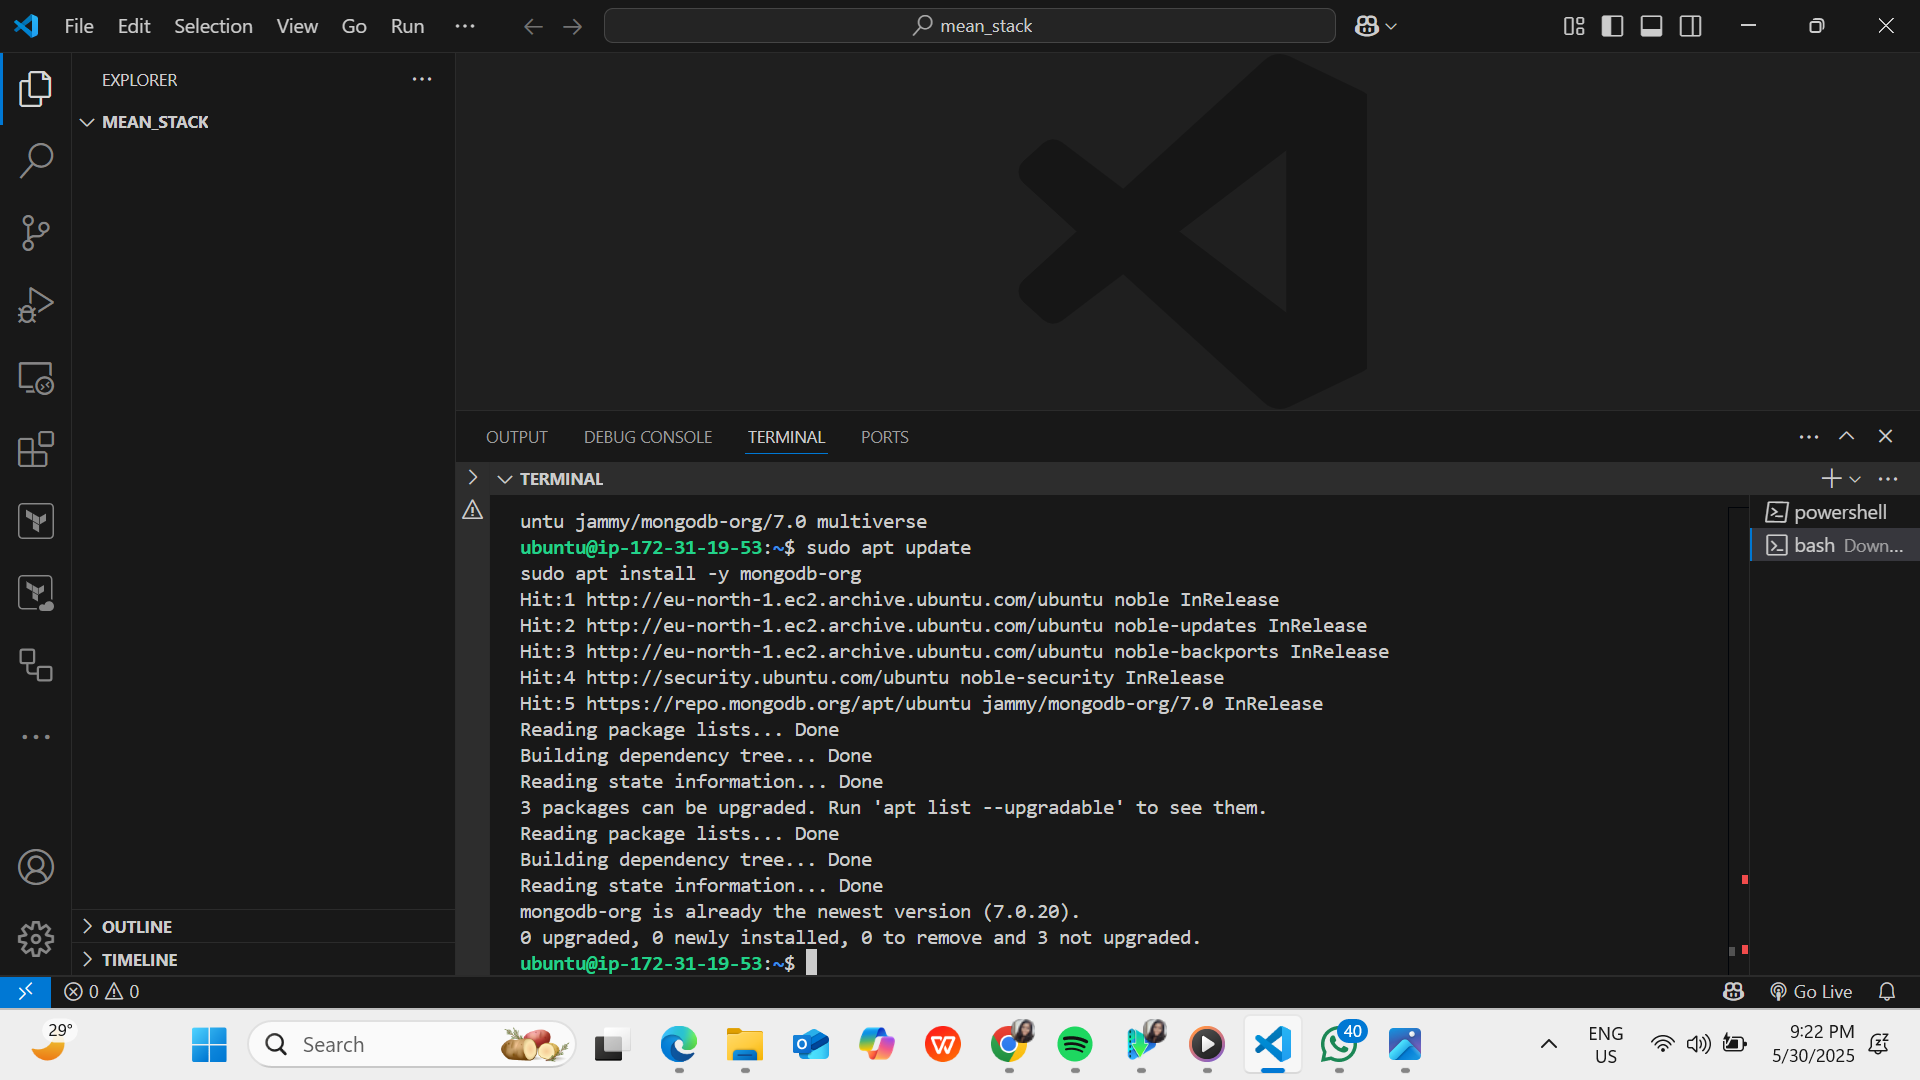 File Edit Selection View Go Run ··· mean_stack
EXPLORER ···
MEAN_STACK
OUTPUT DEBUG CONSOLE TERMINAL PORTS ···
TERMINAL ···
untu jammy/mongodb-org/7.0 multiverse
ubuntu@ip-172-31-19-53:~$ sudo apt update
sudo apt install -y mongodb-org
Hit:1 http://eu-north-1.ec2.archive.ubuntu.com/ubuntu noble InRelease
Hit:2 http://eu-north-1.ec2.archive.ubuntu.com/ubuntu noble-updates InRelease
Hit:3 http://eu-north-1.ec2.archive.ubuntu.com/ubuntu noble-backports InRelease
Hit:4 http://security.ubuntu.com/ubuntu noble-security InRelease
Hit:5 https://repo.mongodb.org/apt/ubuntu jammy/mongodb-org/7.0 InRelease
Reading package lists... Done
Building dependency tree... Done
Reading state information... Done
3 packages can be upgraded. Run 'apt list --upgradable' to see them.
Reading package lists... Done
Building dependency tree... Done
Reading state information... Done
mongodb-org is already the newest version (7.0.20).
0 upgraded, 0 newly installed, 0 to remove and 3 not upgraded.
ubuntu@ip-172-31-19-53:~$
powershell
bash Down...
OUTLINE
TIMELINE
0 0 Go Live
29° Search 40 ENG 9:22 PM
US 5/30/2025